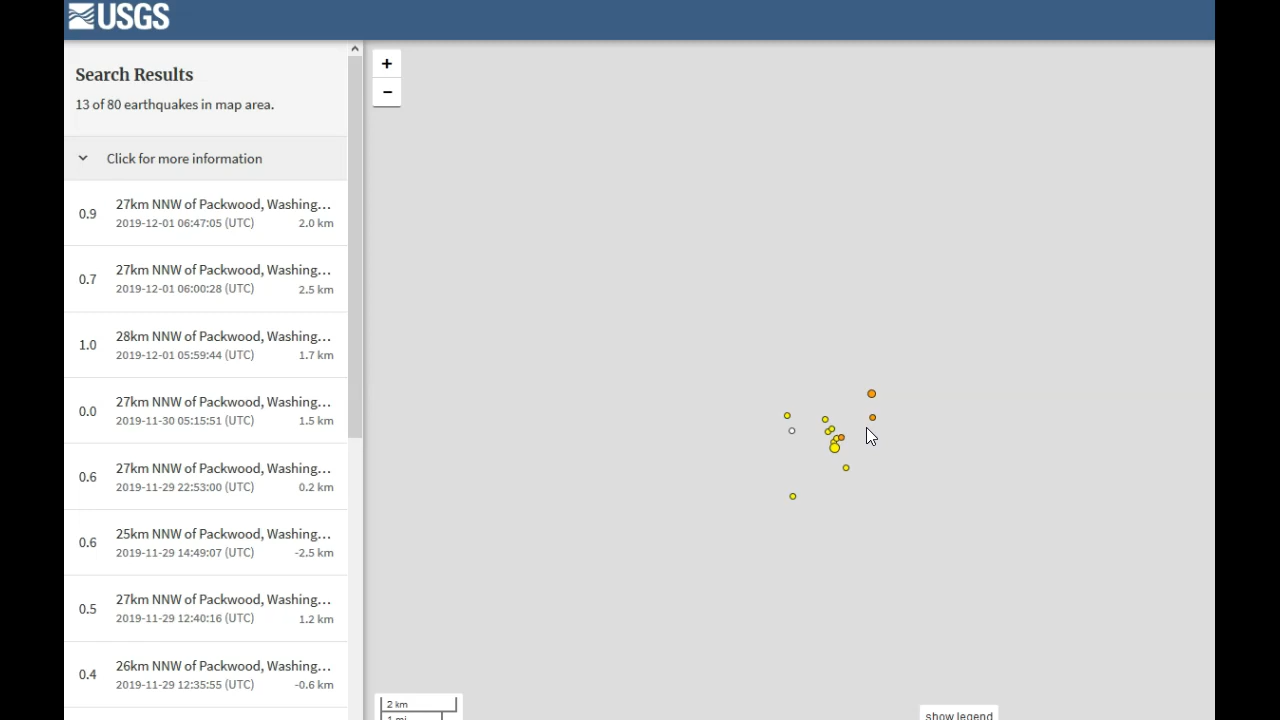 USGS
Search Results
13 of 80 earthquakes in map area.
Click for more information
0.9
27km NNW of Packwood, Washing...
2019-12-01 06:47:05 (UTC) 2.0 km
0.7
27km NNW of Packwood, Washing...
2019-12-01 06:00:28 (UTC) 2.5 km
1.0
28km NNW of Packwood, Washing...
2019-12-01 05:59:44 (UTC) 1.7 km
0.0
27km NNW of Packwood, Washing...
2019-11-30 05:15:51 (UTC) 1.5 km
0.6
27km NNW of Packwood, Washing...
2019-11-29 22:53:00 (UTC) 0.2 km
0.6
25km NNW of Packwood, Washing...
2019-11-29 14:49:07 (UTC) -2.5 km
0.5
27km NNW of Packwood, Washing...
2019-11-29 12:40:16 (UTC) 1.2 km
0.4
26km NNW of Packwood, Washing...
2019-11-29 12:35:55 (UTC) -0.6 km
+
−
2 km
1 mi
show legend